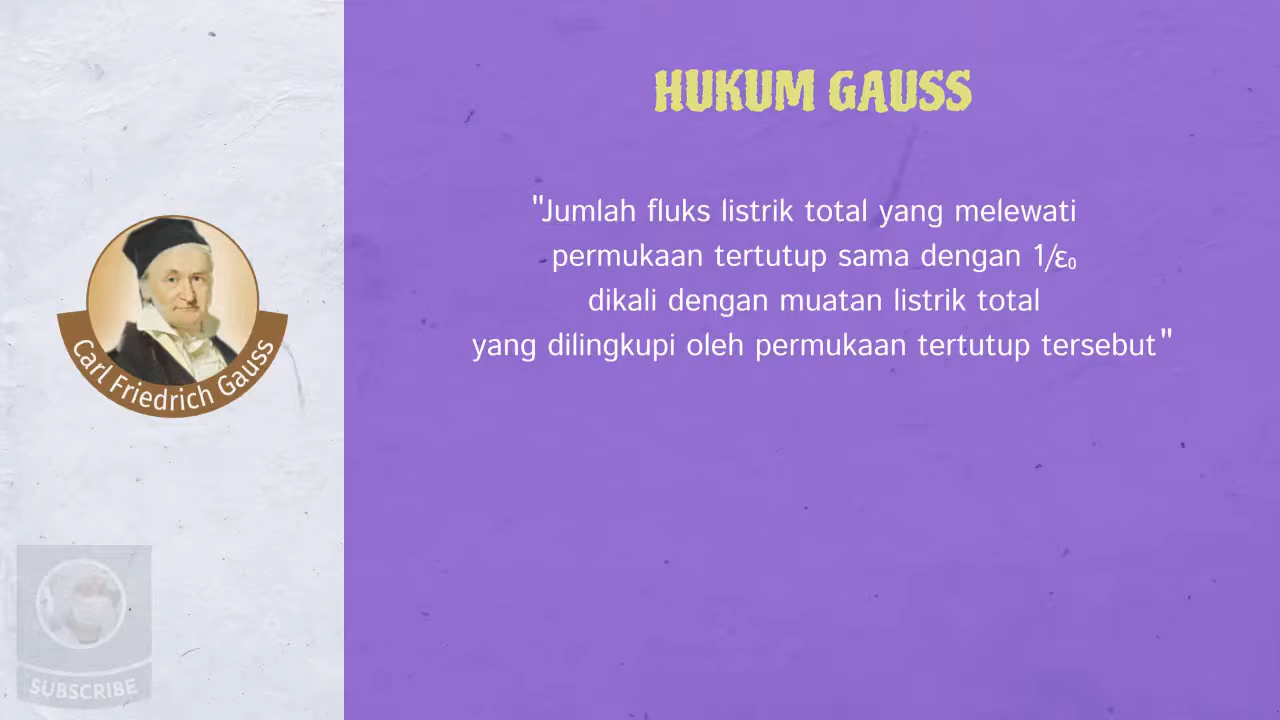 HUKUM GAUSS
"Jumlah fluks listrik total yang melewati
permukaan tertutup sama dengan 1/ε₀
dikali dengan muatan listrik total
yang dilingkupi oleh permukaan tertutup tersebut"
Carl Friedrich Gauss
SUBSCRIBE